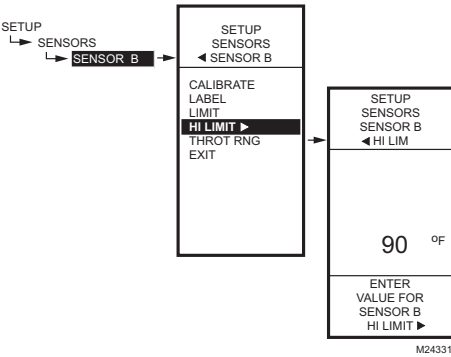 SETUP
SENSORS
SENSOR B
SETUP
SENSORS
◀ SENSOR B
CALIBRATE
LABEL
LIMIT
HI LIMIT ▶
THROT RNG
EXIT
SETUP
SENSORS
SENSOR B
◀ HI LIM
90 °F
ENTER
VALUE FOR
SENSOR B
HI LIMIT ▶
M24331